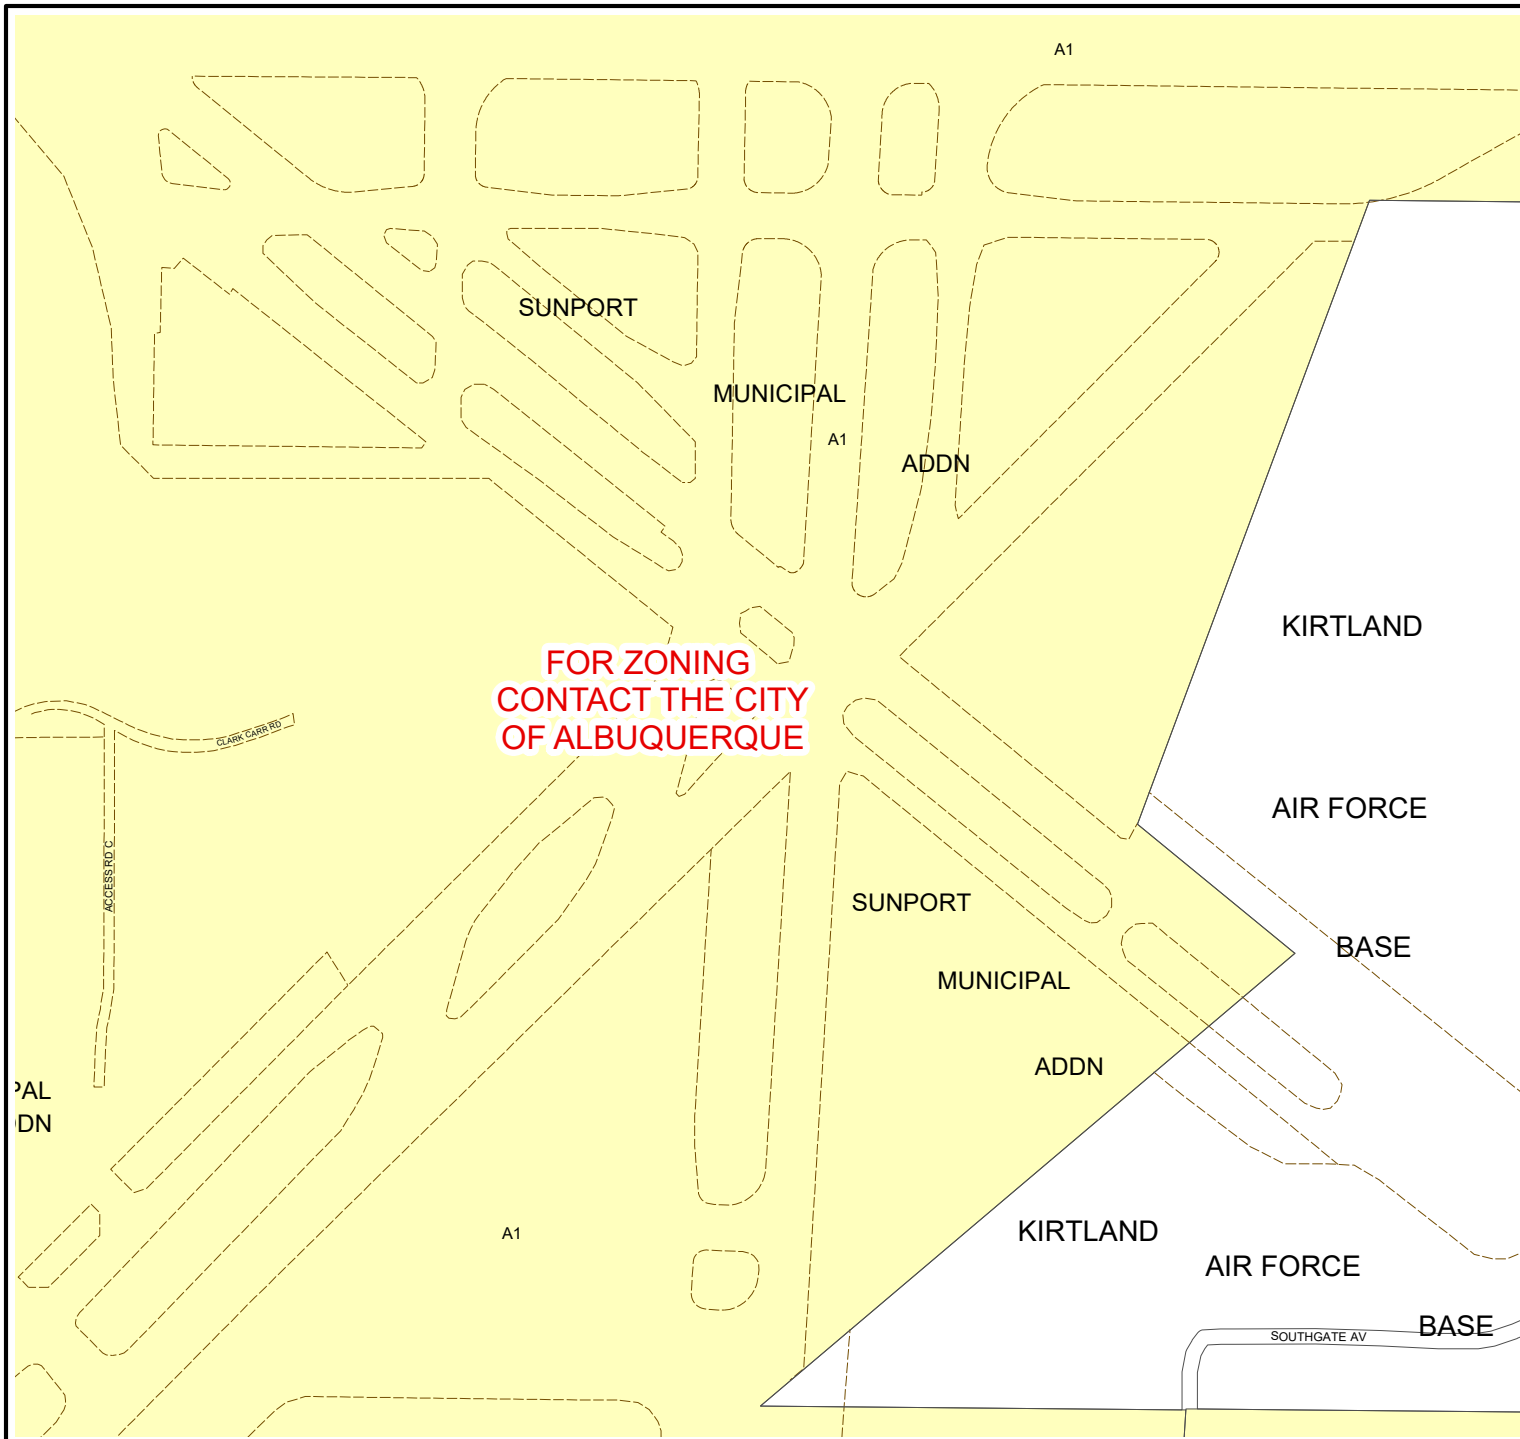 A1
SUNPORT
MUNICIPAL
A1
ADDN
KIRTLAND
FOR ZONING
CONTACT THE CITY
OF ALBUQUERQUE
CLARK CARR RD
AIR FORCE
ACCESS RD C
SUNPORT
BASE
MUNICIPAL
ADDN
PAL
DDN
A1
KIRTLAND
AIR FORCE
BASE
SOUTHGATE AV